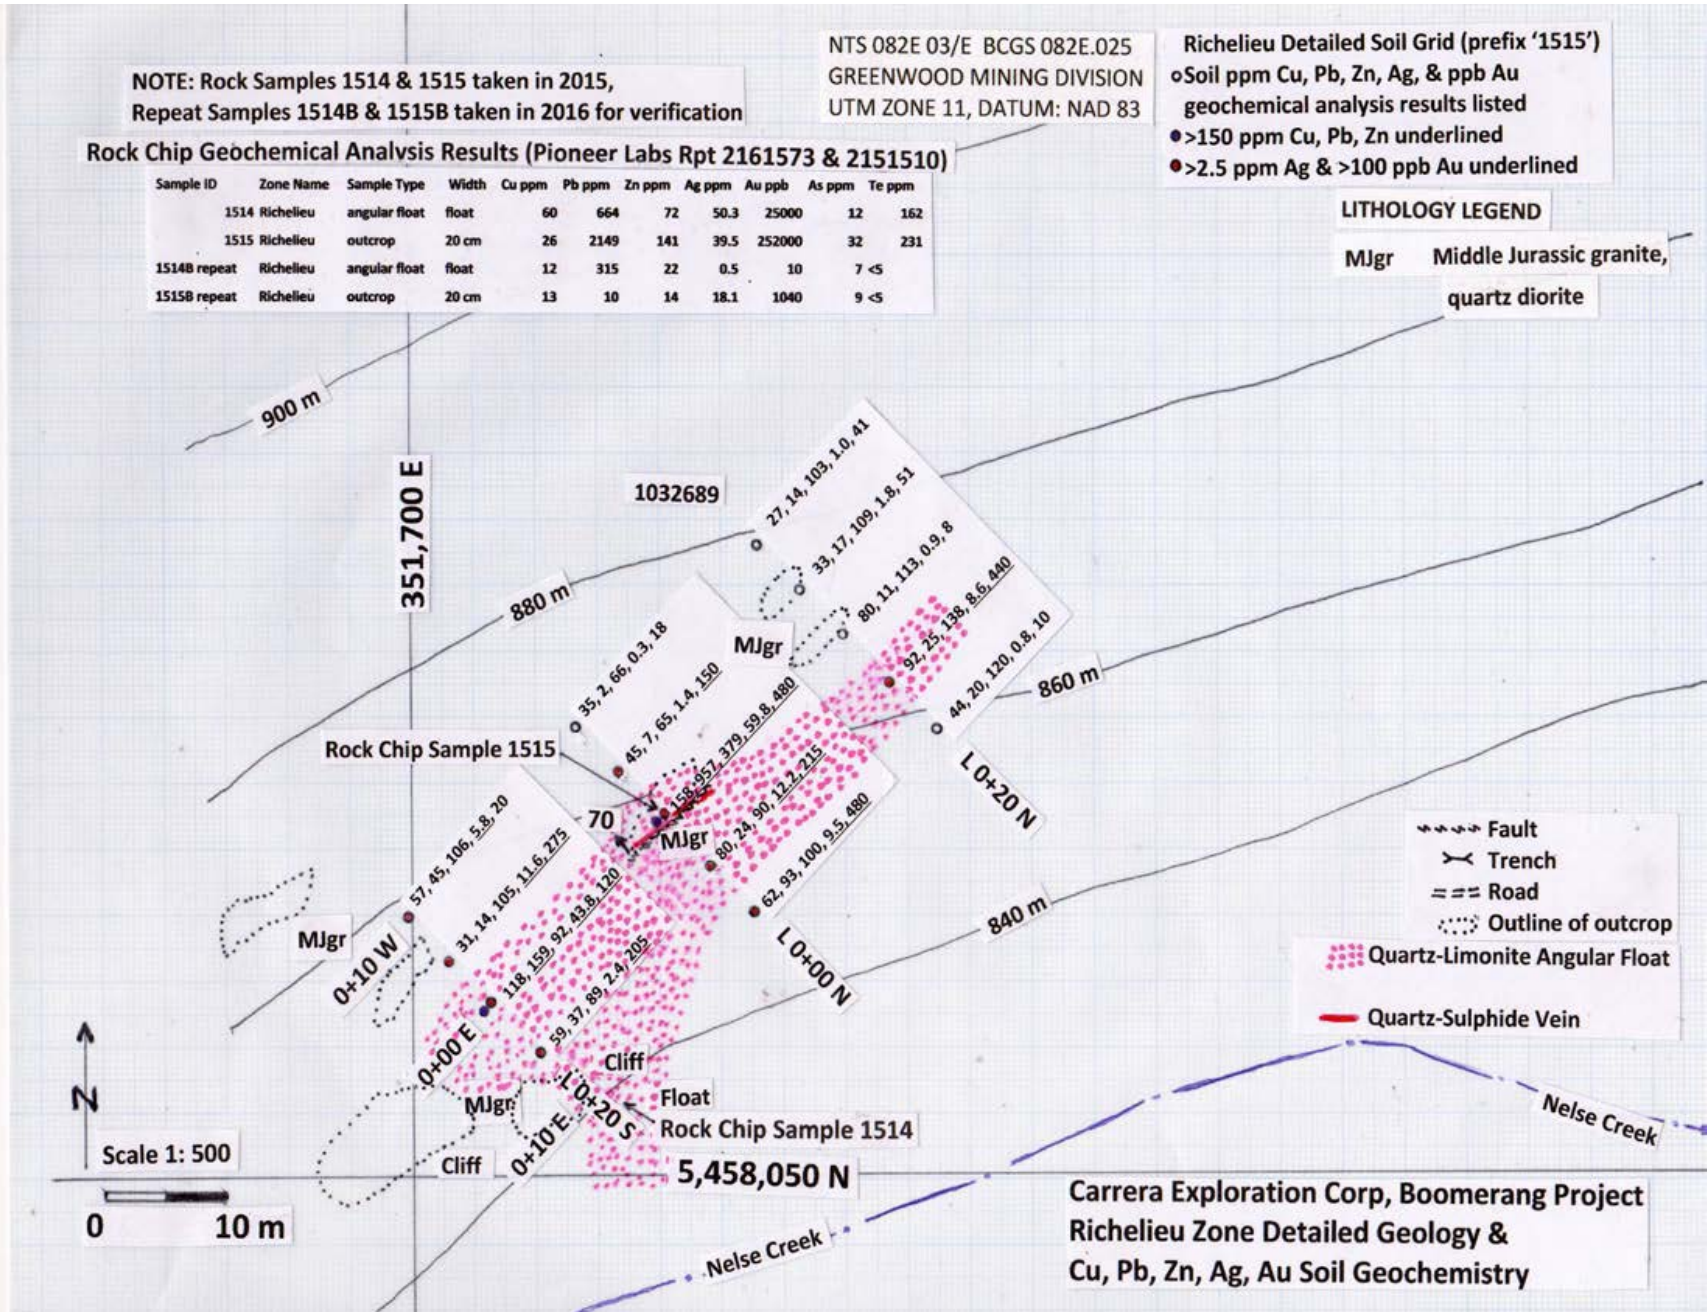 NOTE: Rock Samples 1514 & 1515 taken in 2015,
Repeat Samples 1514B & 1515B taken in 2016 for verification
NTS 082E 03/E BCGS 082E.025
GREENWOOD MINING DIVISION
UTM ZONE 11, DATUM: NAD 83
Richelieu Detailed Soil Grid (prefix ‘1515’)
Soil ppm Cu, Pb, Zn, Ag, & ppb Au
geochemical analysis results listed
>150 ppm Cu, Pb, Zn underlined
>2.5 ppm Ag & >100 ppb Au underlined
Rock Chip Geochemical Analysis Results (Pioneer Labs Rpt 2161573 & 2151510)
Sample ID Zone Name Sample Type Width Cu ppm Pb ppm Zn ppm Ag ppm Au ppb As ppm Te ppm
1514 Richelieu angular float float 60 664 72 50.3 25000 12 162
1515 Richelieu outcrop 20 cm 26 2149 141 39.5 252000 32 231
1514B repeat Richelieu angular float float 12 315 22 0.5 10 7 <5
1515B repeat Richelieu outcrop 20 cm 13 10 14 18.1 1040 9 <5
LITHOLOGY LEGEND
MJgr Middle Jurassic granite,
quartz diorite
900 m
351,700 E
1032689
880 m
27, 14, 103, 1.0, 41
33, 17, 109, 1.8, 51
80, 11, 113, 0.9, 8
92, 25, 138, 8.6, 440
44, 20, 120, 0.8, 10
MJgr
860 m
L 0+20 N
35, 2, 66, 0.3, 18
45, 7, 65, 1.4, 150
158, 957, 379, 59.8, 480
80, 24, 90, 12.2, 215
62, 93, 100, 9.5, 480
Rock Chip Sample 1515
70
MJgr
L 0+00 N
840 m
57, 45, 106, 5.8, 20
31, 14, 105, 11.6, 275
118, 159, 92, 43.8, 120
59, 37, 89, 2.4, 205
MJgr
0+10 W
0+00 E
Cliff
MJgr
L 0+20 S
0+10 E
Float
Rock Chip Sample 1514
Cliff
Fault
Trench
Road
Outline of outcrop
Quartz-Limonite Angular Float
Quartz-Sulphide Vein
N
Scale 1: 500
0 10 m
5,458,050 N
Nelse Creek
Nelse Creek
Carrera Exploration Corp, Boomerang Project
Richelieu Zone Detailed Geology &
Cu, Pb, Zn, Ag, Au Soil Geochemistry